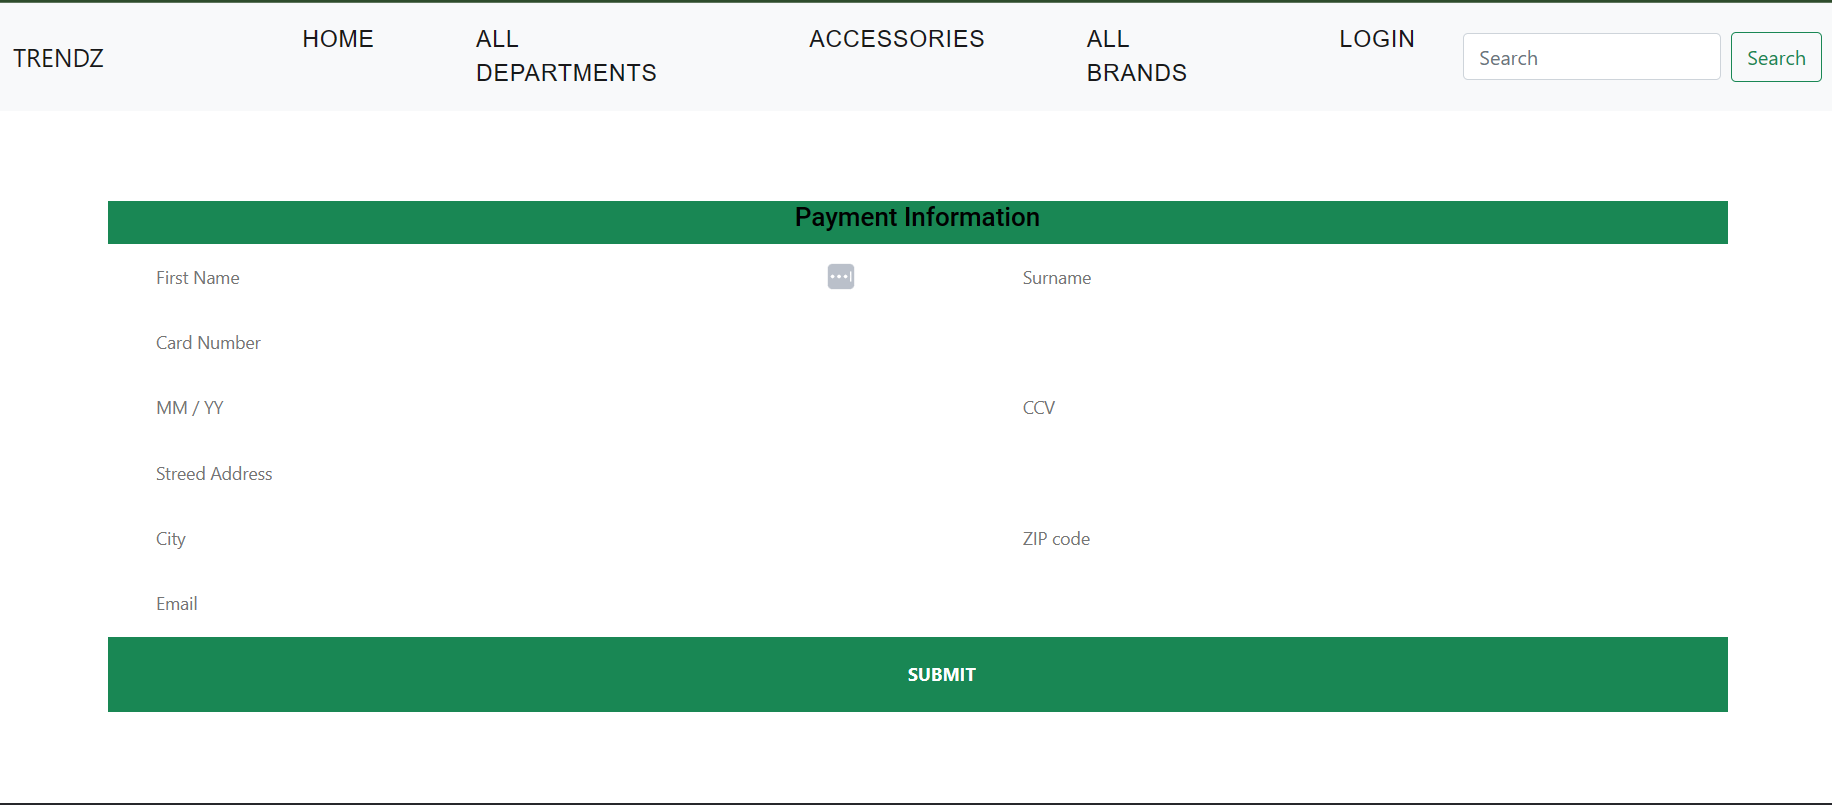 TRENDZ
HOME
ALL
DEPARTMENTS
ACCESSORIES
ALL
BRANDS
LOGIN
Search
Search
Payment Information
First Name
Surname
Card Number
MM / YY
CCV
Streed Address
City
ZIP code
Email
SUBMIT